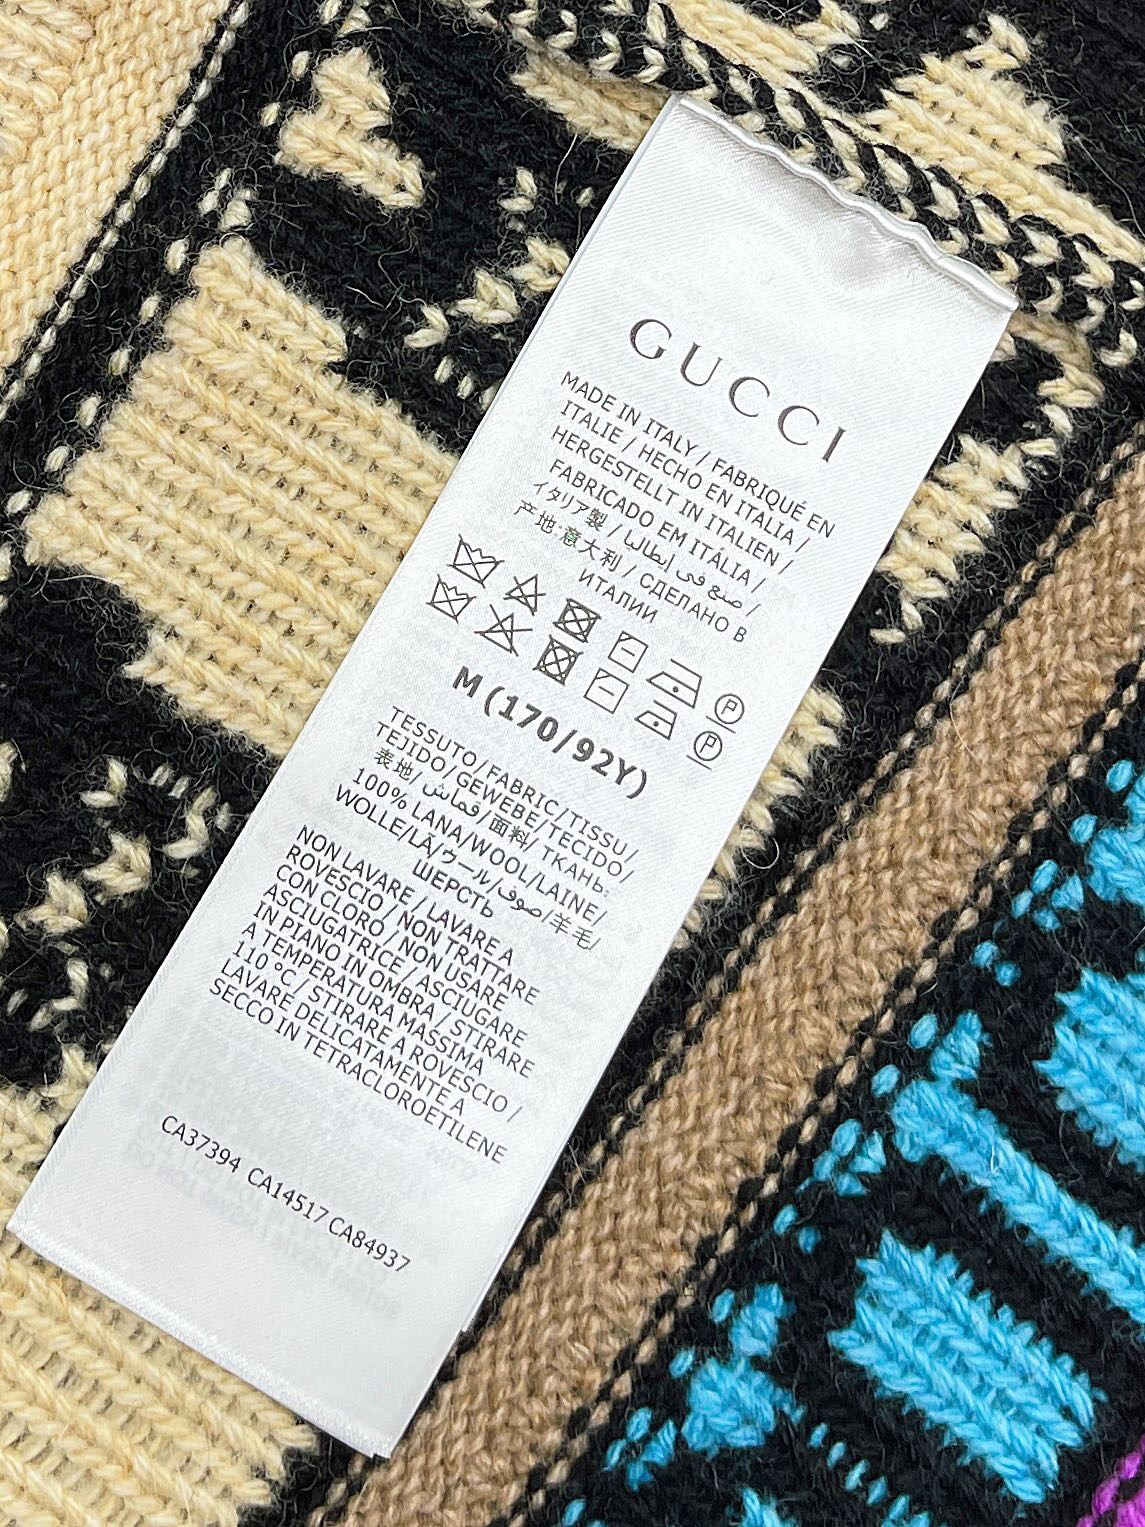 GUCCI
MADE IN ITALY / FABRIQUÉ EN
ITALIE / HECHO EN ITALIA /
HERGESTELLT IN ITALIEN /
FABRICADO EM ITÁLIA /
イタリア製 / صنع في إيطاليا /
产地:意大利 / СДЕЛАНО В
ИТАЛИИ
M (170/92Y)
TESSUTO/FABRIC/TISSU/
TEJIDO/GEWEBE/TECIDO/
表地/قماش/面料/ТКАНЬ:
100% LANA/WOOL/LAINE/
WOLLE/LÃ/ウール/صوف/羊毛/
ШЕРСТЬ
NON LAVARE / LAVARE A
ROVESCIO / NON TRATTARE
CON CLORO / NON USARE
ASCIUGATRICE / ASCIUGARE
IN PIANO IN OMBRA / STIRARE
A TEMPERATURA MASSIMA
110 °C / STIRARE A ROVESCIO /
LAVARE DELICATAMENTE A
SECCO IN TETRACLOROETILENE
CA37394 CA14517 CA84937